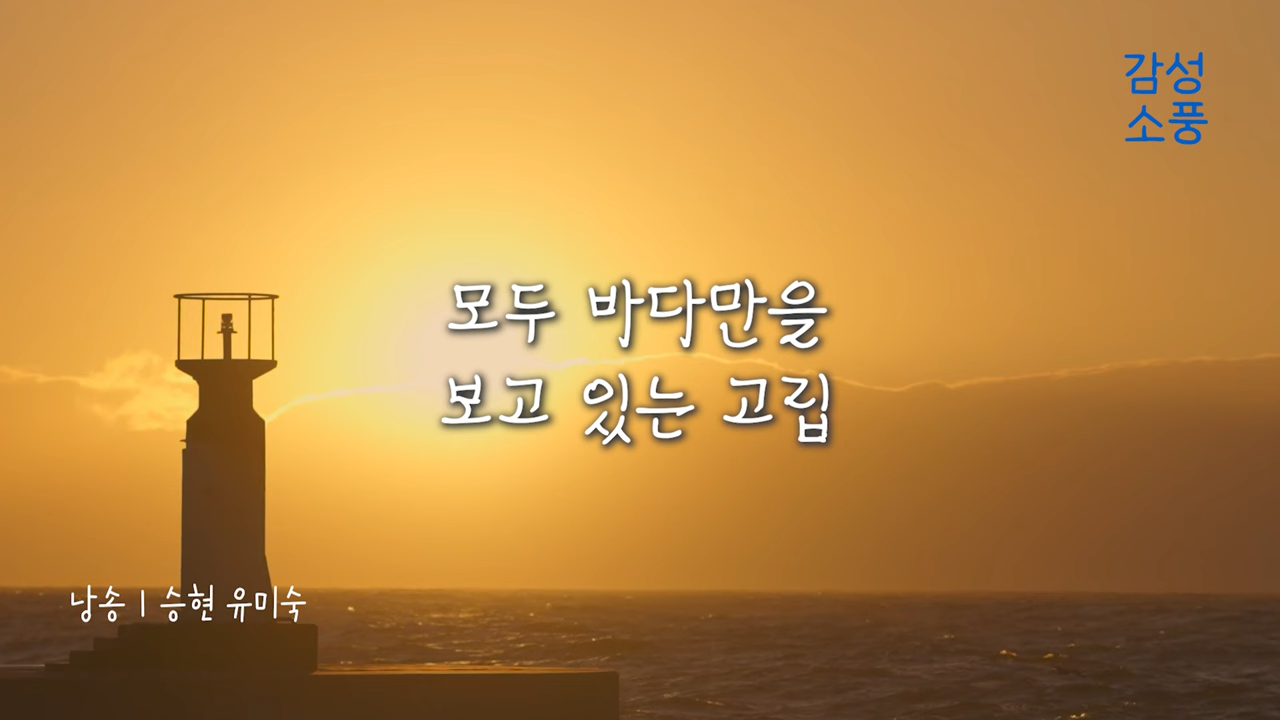 감성
소풍
모두 바다만을
보고 있는 고립
낭송 | 승현 유미숙